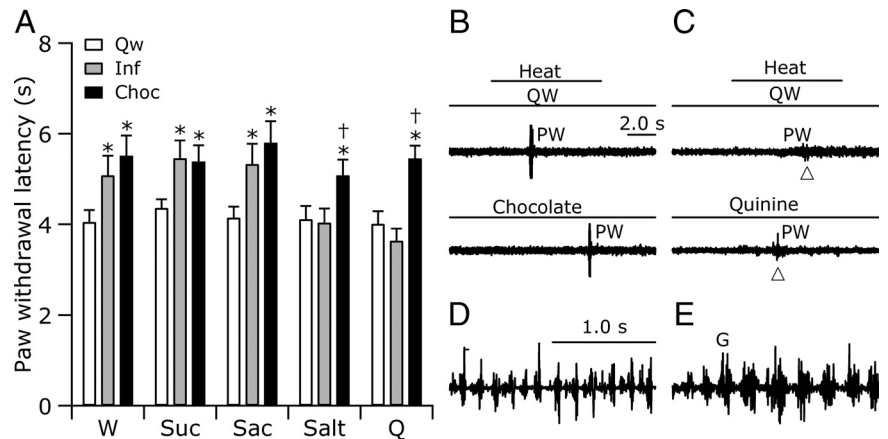 A
Paw withdrawal latency (s)
8
6
4
2
0
Qw
Inf
Choc
* *
* *
* *
†
*
†
*
W Suc Sac Salt Q
B
Heat
QW
2.0 s
PW
Chocolate
PW
C
Heat
QW
PW
△
Quinine
PW
△
D
1.0 s
E
G